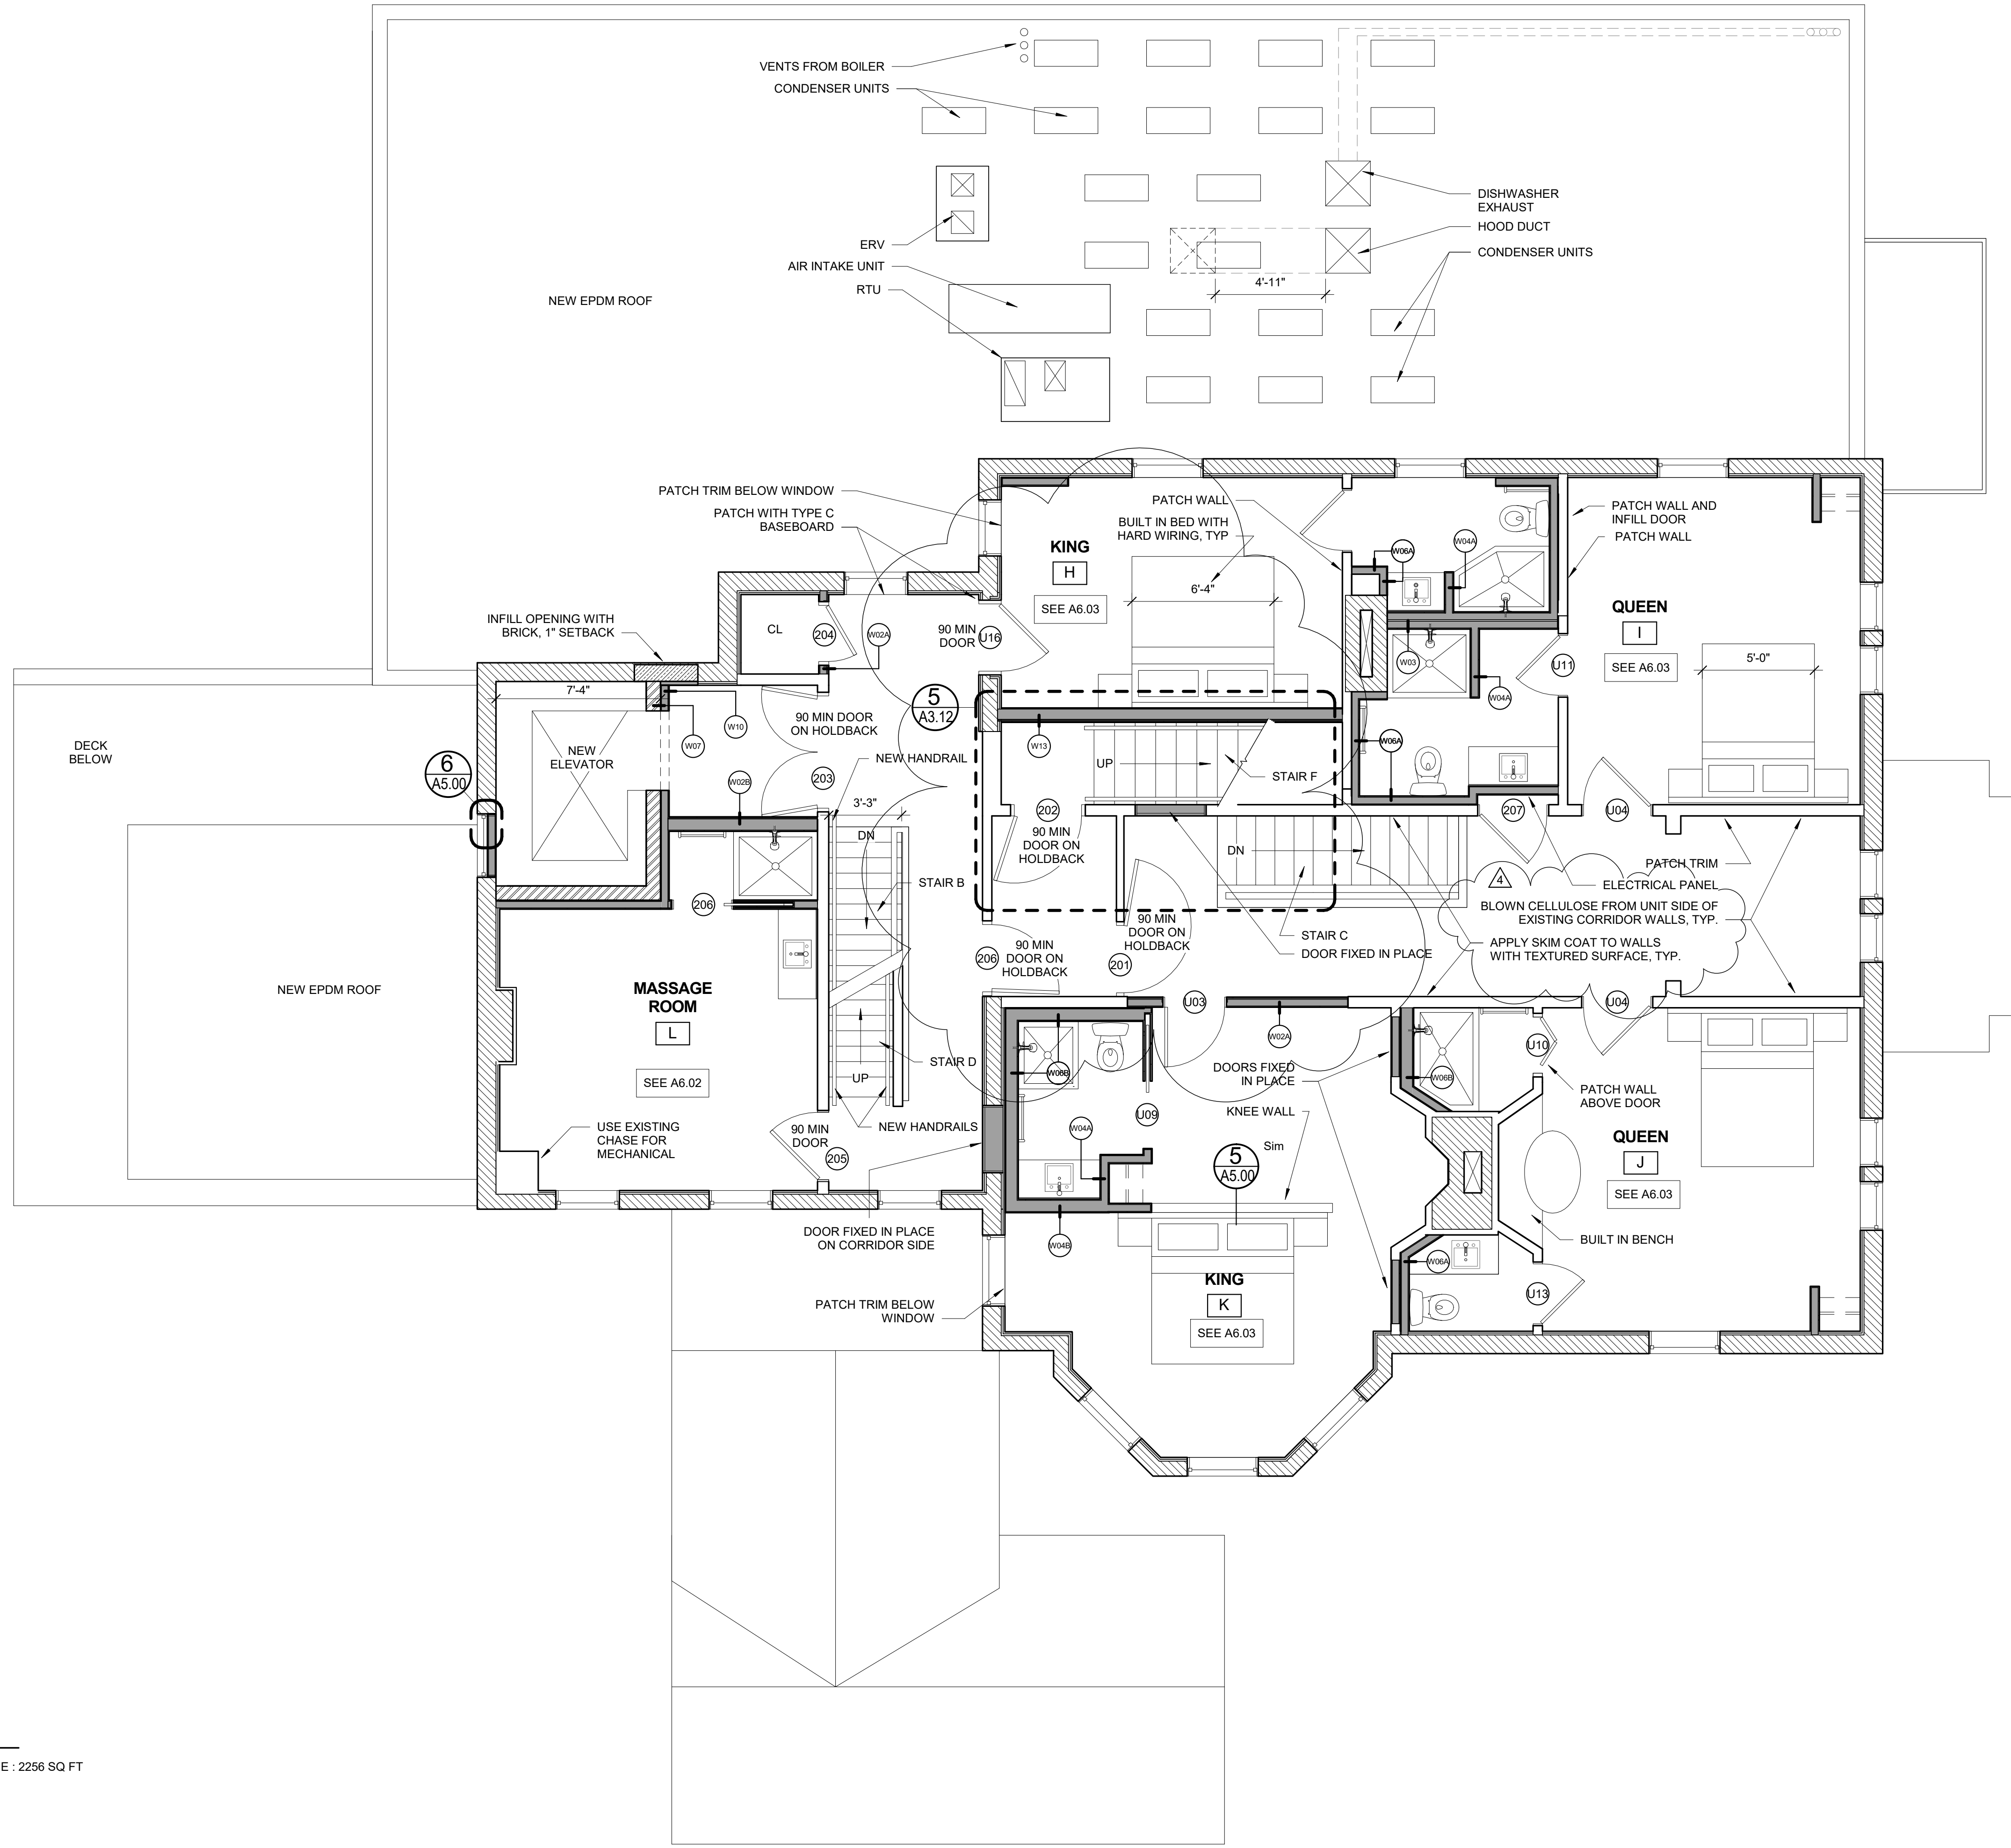 VENTS FROM BOILER
CONDENSER UNITS
DISHWASHER
EXHAUST
HOOD DUCT
ERV
CONDENSER UNITS
AIR INTAKE UNIT
4'-11"
RTU
NEW EPDM ROOF
PATCH TRIM BELOW WINDOW
PATCH WITH TYPE C
BASEBOARD
PATCH WALL
BUILT IN BED WITH
HARD WIRING, TYP
PATCH WALL AND
INFILL DOOR
PATCH WALL
KING
H
SEE A6.03
6'-4"
W06A
W04A
QUEEN
I
SEE A6.03
5'-0"
INFILL OPENING WITH
BRICK, 1" SETBACK
CL
204
W02A
90 MIN
DOOR
U16
W03
W04A
U11
7'-4"
W10
W07
90 MIN DOOR
ON HOLDBACK
5
A3.12
W13
W06A
DECK
BELOW
6
A5.00
NEW
ELEVATOR
W02B
203
NEW HANDRAIL
3'-3"
DN
UP
STAIR F
202
90 MIN
DOOR ON
HOLDBACK
207
U04
DN
PATCH TRIM
4
ELECTRICAL PANEL
BLOWN CELLULOSE FROM UNIT SIDE OF
EXISTING CORRIDOR WALLS, TYP.
STAIR B
206
90 MIN
DOOR ON
HOLDBACK
201
206
90 MIN
DOOR ON
HOLDBACK
STAIR C
DOOR FIXED IN PLACE
APPLY SKIM COAT TO WALLS
WITH TEXTURED SURFACE, TYP.
NEW EPDM ROOF
MASSAGE
ROOM
L
SEE A6.02
U03
U04
W02A
U10
STAIR D
UP
W06B
DOORS FIXED
IN PLACE
W06B
PATCH WALL
ABOVE DOOR
USE EXISTING
CHASE FOR
MECHANICAL
90 MIN
DOOR
205
NEW HANDRAILS
W04A
U09
KNEE WALL
Sim
5
A5.00
QUEEN
J
SEE A6.03
DOOR FIXED IN PLACE
ON CORRIDOR SIDE
W04B
BUILT IN BENCH
W06A
KING
K
SEE A6.03
U13
PATCH TRIM BELOW
WINDOW
E : 2256 SQ FT